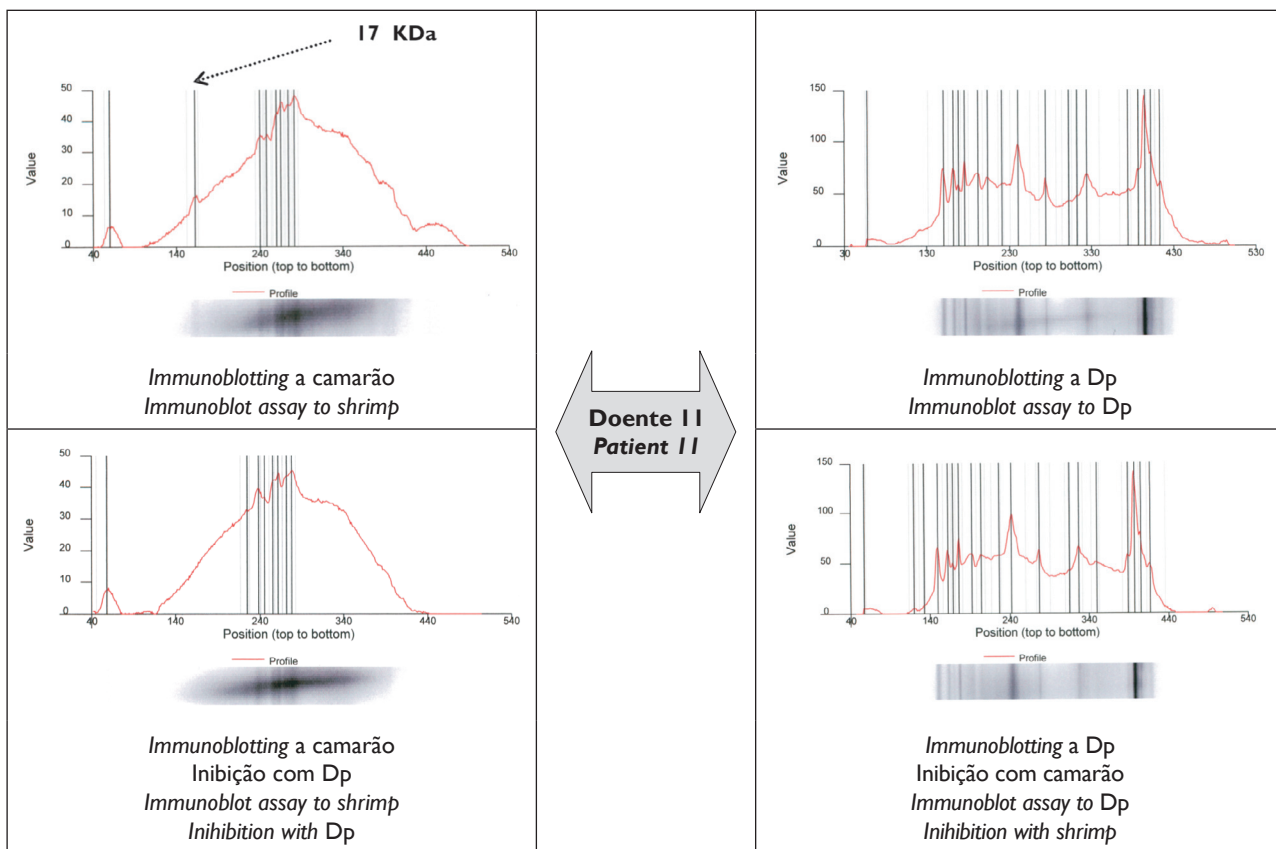 17 KDa
50
40
30
20
10
0
Value
40 140 240 340 440 540
Position (top to bottom)
Profile
Immunoblotting a camarão
Immunoblot assay to shrimp
150
100
50
0
Value
30 130 230 330 430 530
Position (top to bottom)
Profile
Immunoblotting a Dp
Immunoblot assay to Dp
Doente 11
Patient 11
50
40
30
20
10
0
Value
40 140 240 340 440 540
Position (top to bottom)
Profile
Immunoblotting a camarão
Inibição com Dp
Immunoblot assay to shrimp
Inihibition with Dp
150
100
50
0
Value
40 140 240 340 440 540
Position (top to bottom)
Profile
Immunoblotting a Dp
Inibição com camarão
Immunoblot assay to Dp
Inihibition with shrimp